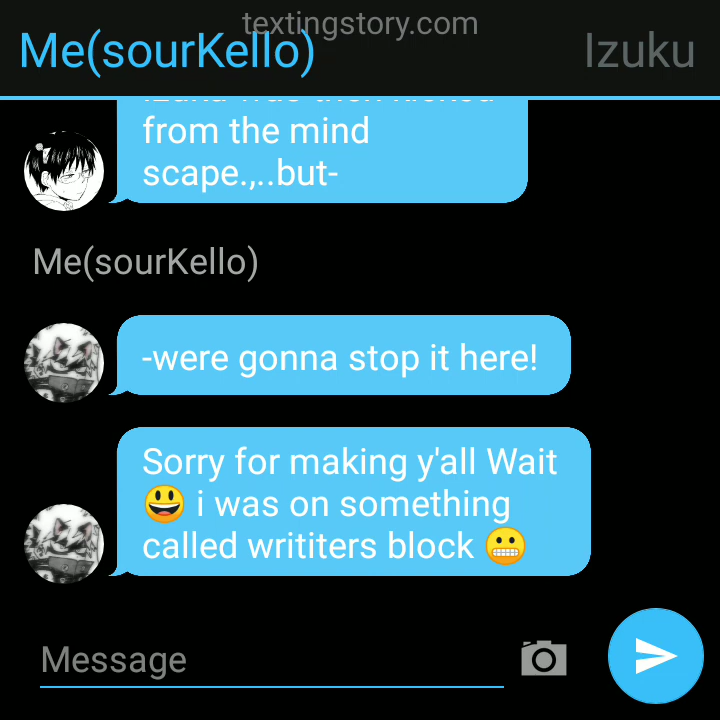 textingstory.com
Me(sourKello)
Izuku
from the mind
scape.,..but-
Me(sourKello)
-were gonna stop it here!
Sorry for making y'all Wait
😃 i was on something
called writiters block 😬
Message